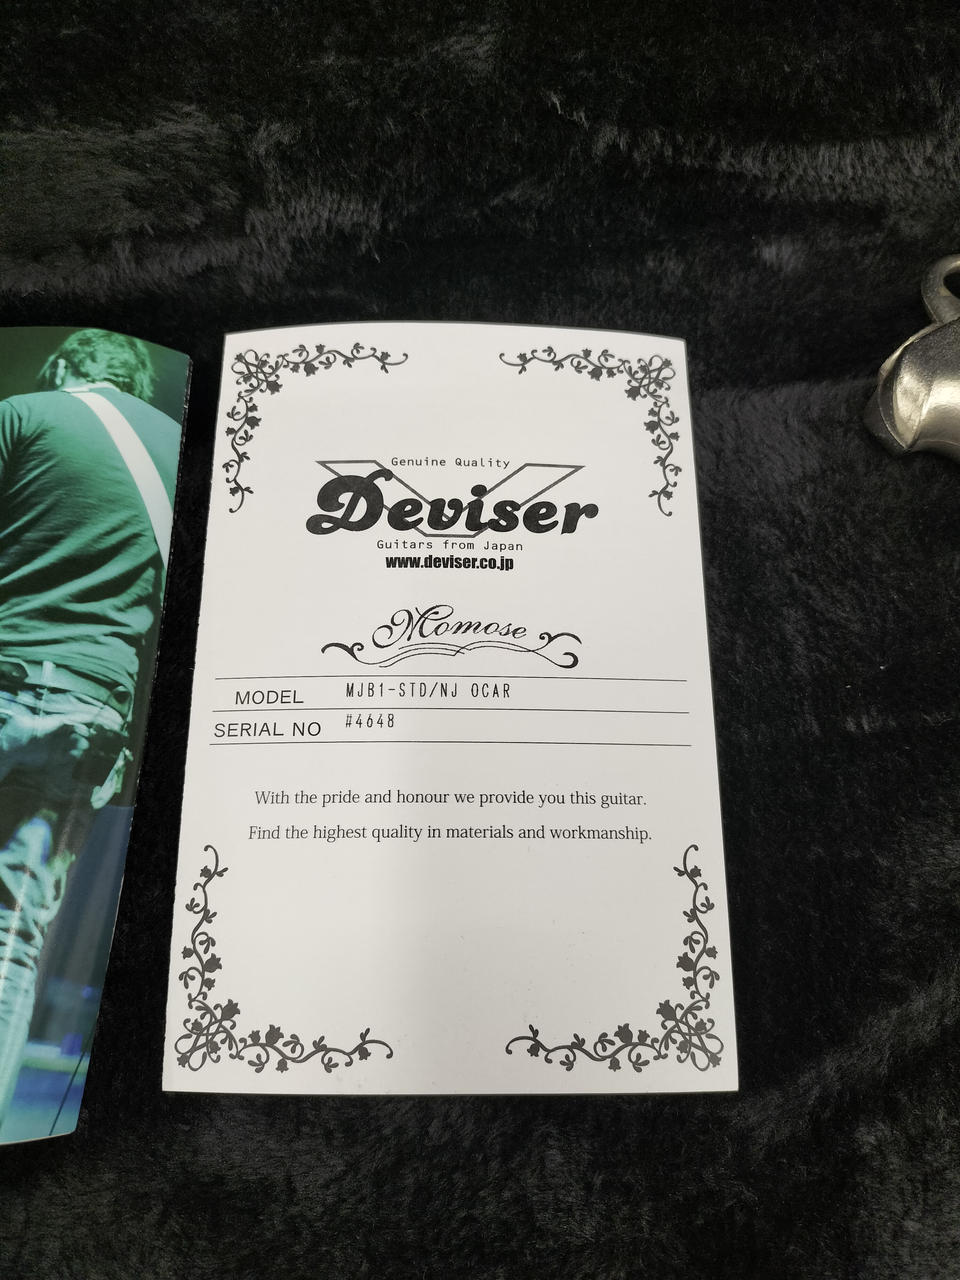 Genuine Quality
Deviser
Guitars from Japan
www.deviser.co.jp
Momose
MODEL MJB1-STD/NJ OCAR
SERIAL NO #4648
With the pride and honour we provide you this guitar.
Find the highest quality in materials and workmanship.